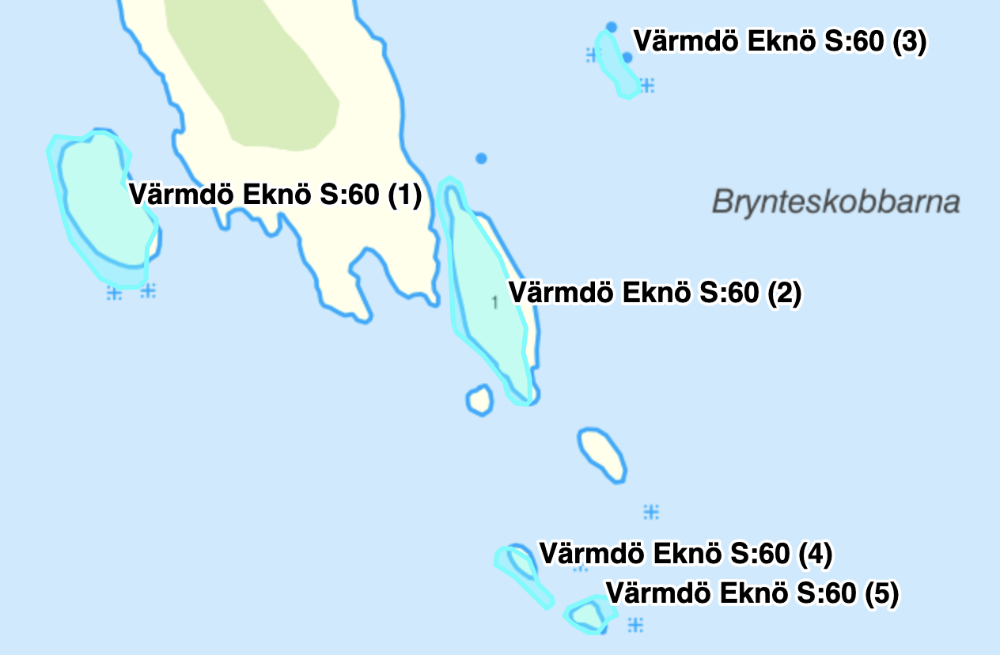 Värmdö Eknö S:60 (3)
Värmdö Eknö S:60 (1)
Brynteskobbarna
Värmdö Eknö S:60 (2)
1
Värmdö Eknö S:60 (4)
Värmdö Eknö S:60 (5)